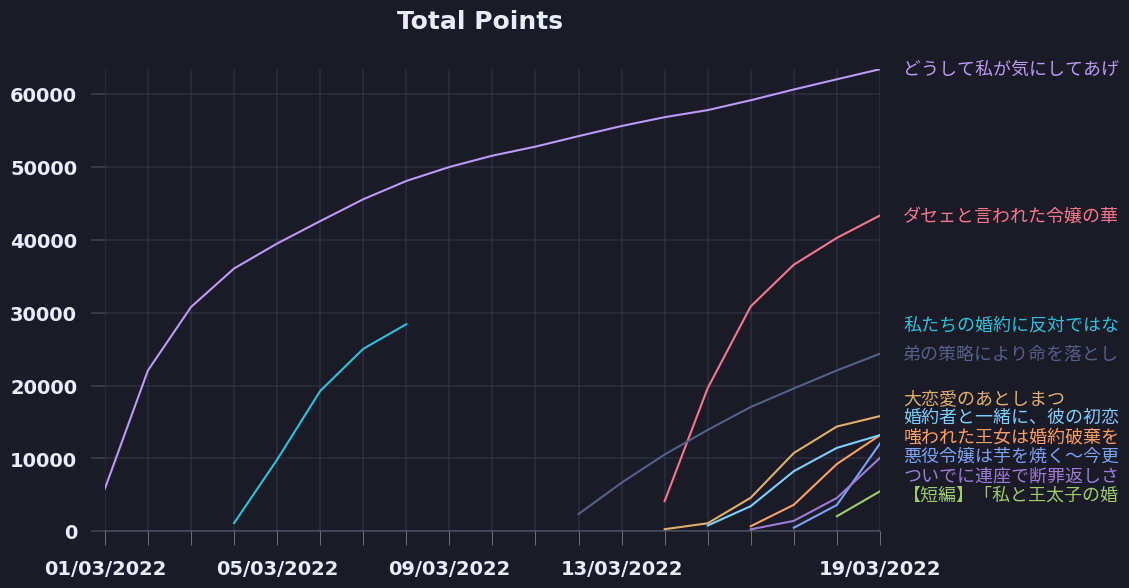 Total Points
60000
50000
40000
30000
20000
10000
0
01/03/2022
05/03/2022
09/03/2022
13/03/2022
19/03/2022
どうして私が気にしてあげ
ダセェと言われた令嬢の華
私たちの婚約に反対ではな
弟の策略により命を落とし
大恋愛のあとしまつ
婚約者と一緒に、彼の初恋
嗤われた王女は婚約破棄を
悪役令嬢は芋を焼く〜今更
ついでに連座で断罪返しさ
【短編】「私と王太子の婚